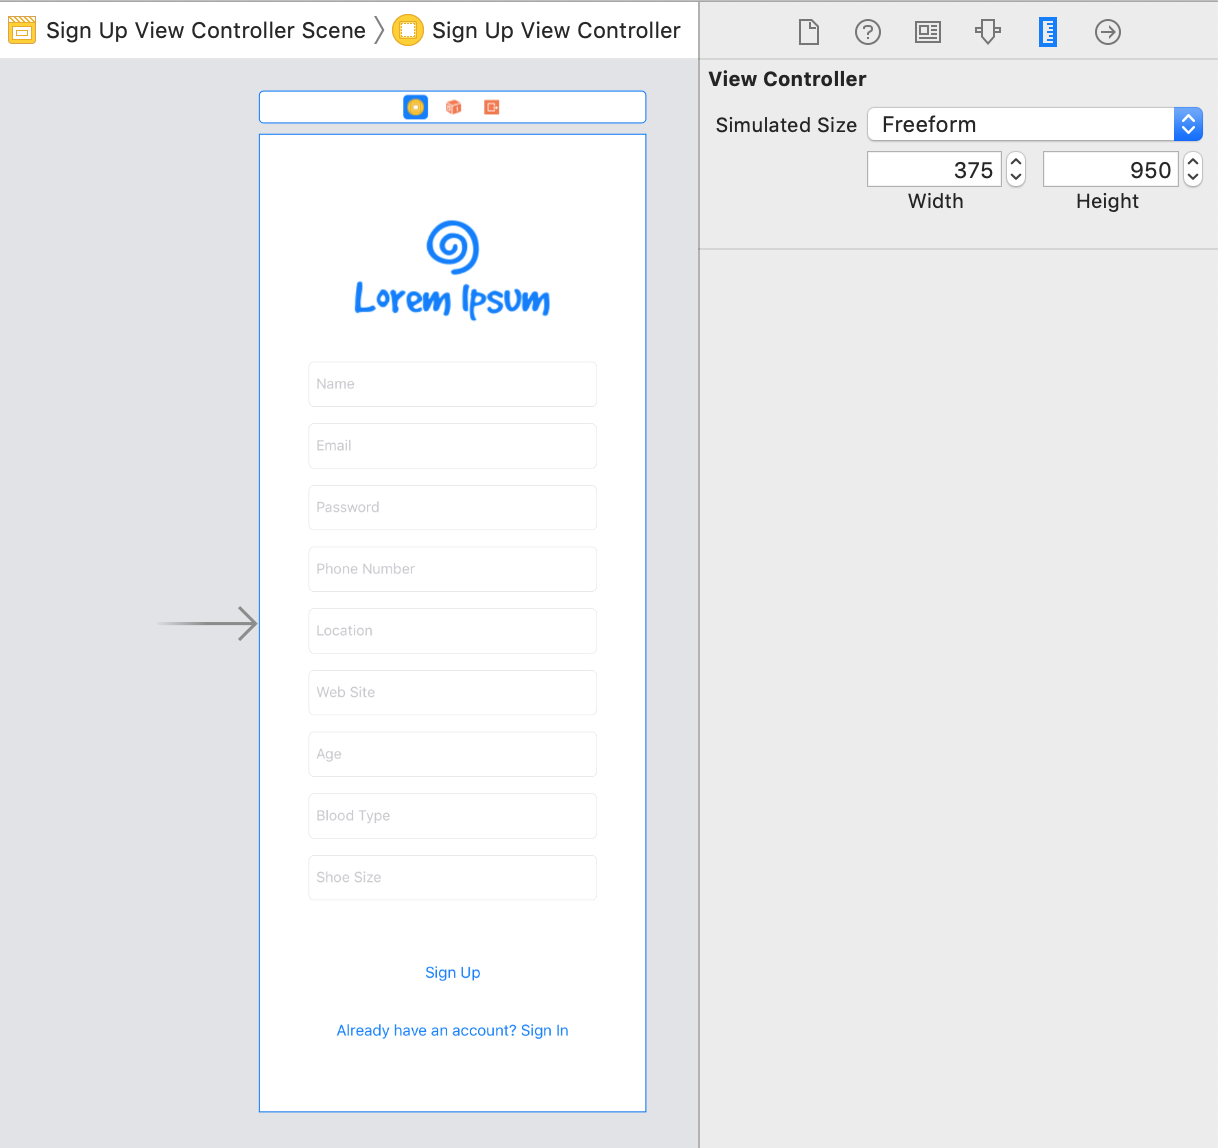 Sign Up View Controller Scene Sign Up View Controller
View Controller
Simulated Size Freeform
375 950
Width Height
Lorem Ipsum
Name
Email
Password
Phone Number
Location
Web Site
Age
Blood Type
Shoe Size
Sign Up
Already have an account? Sign In